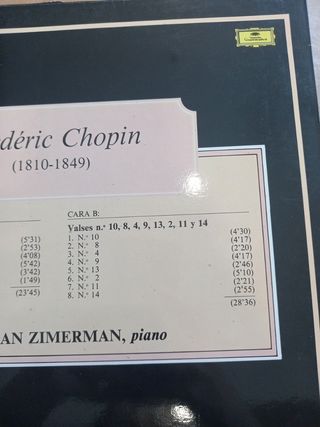 Deutsche
Grammophon
déric Chopin
(1810-1849)
(5'31)
(2'53)
(4'08)
(5'42)
(3'42)
(1'49)
(23'45)
CARA B:
Valses n.º 10, 8, 4, 9, 13, 2, 11 y 14
1. N.º 10 (4'30)
2. N.º 8 (4'17)
3. N.º 4 (2'20)
4. N.º 9 (4'17)
5. N.º 13 (2'46)
6. N.º 2 (5'10)
7. N.º 11 (2'21)
8. N.º 14 (2'55)
(28'36)
AN ZIMERMAN, piano